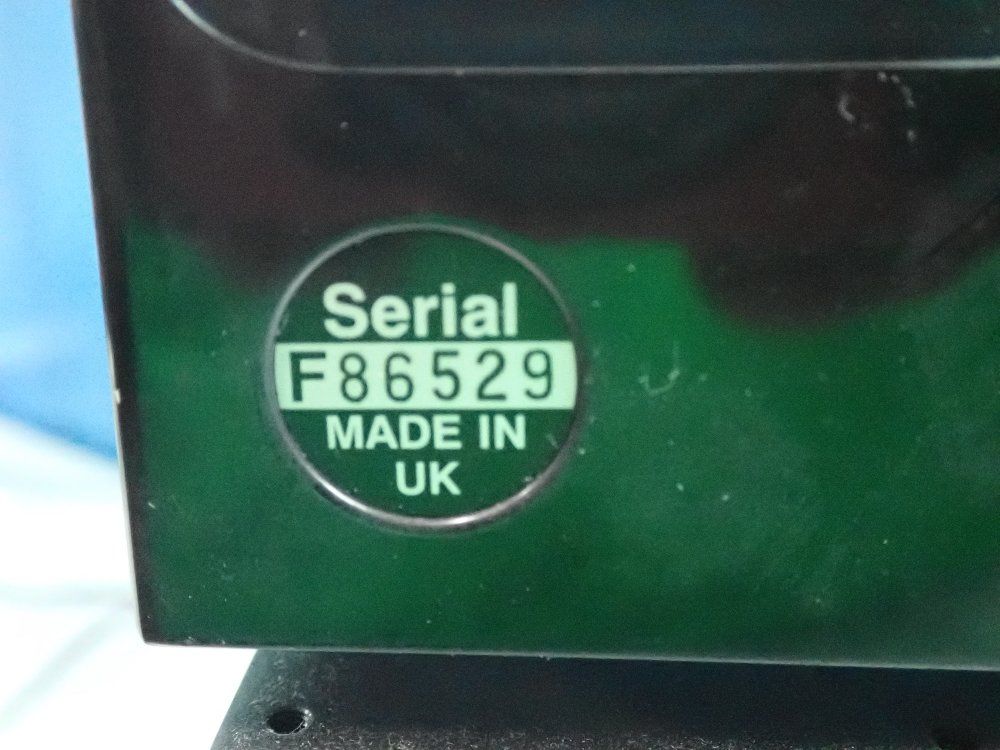 Serial
F86529
MADE IN
UK